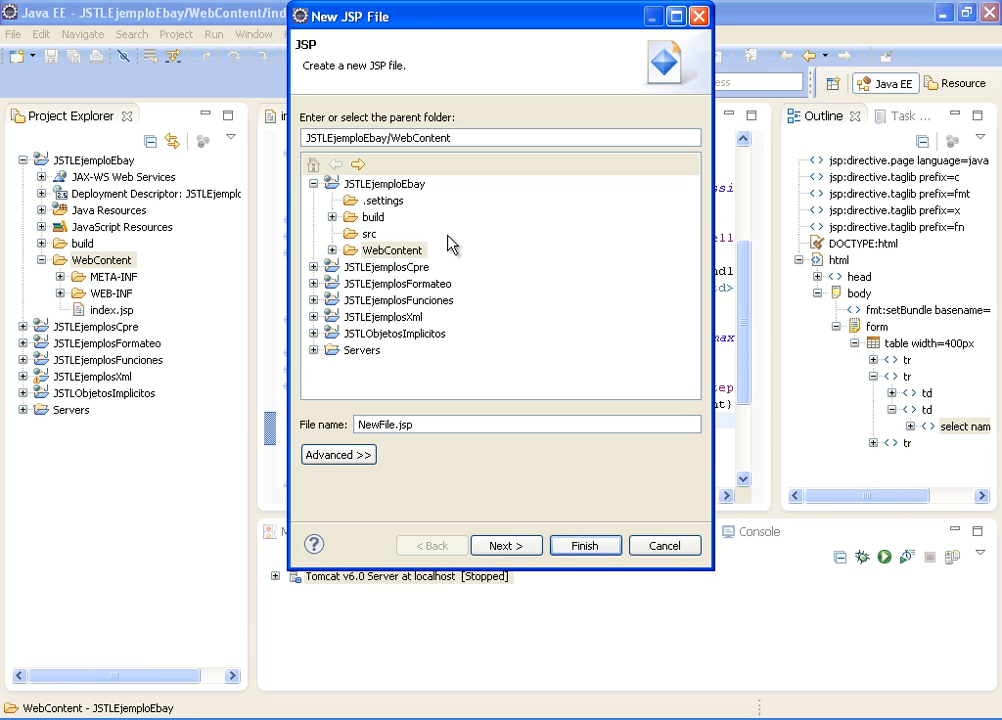 Java EE - JSTLEjemploEbay/WebContent/ind
File Edit Navigate Search Project Run Window
Java EE
Resource
Project Explorer
JSTLEjemploEbay
JAX-WS Web Services
Deployment Descriptor: JSTLEjemplo
Java Resources
JavaScript Resources
build
WebContent
META-INF
WEB-INF
index.jsp
JSTLEjemplosCpre
JSTLEjemplosFormateo
JSTLEjemplosFunciones
JSTLEjemplosXml
JSTLObjetosImplicitos
Servers
New JSP File
JSP
Create a new JSP file.
Enter or select the parent folder:
JSTLEjemploEbay/WebContent
JSTLEjemploEbay
.settings
build
src
WebContent
JSTLEjemplosCpre
JSTLEjemplosFormateo
JSTLEjemplosFunciones
JSTLEjemplosXml
JSTLObjetosImplicitos
Servers
File name: NewFile.jsp
Advanced >>
< Back Next > Finish Cancel
Outline Task ...
jsp:directive.page language=java
jsp:directive.taglib prefix=c
jsp:directive.taglib prefix=fmt
jsp:directive.taglib prefix=x
jsp:directive.taglib prefix=fn
DOCTYPE:html
html
head
body
fmt:setBundle basename=
form
table width=400px
tr
tr
td
td
select nam
tr
Console
Tomcat v6.0 Server at localhost [Stopped]
WebContent - JSTLEjemploEbay